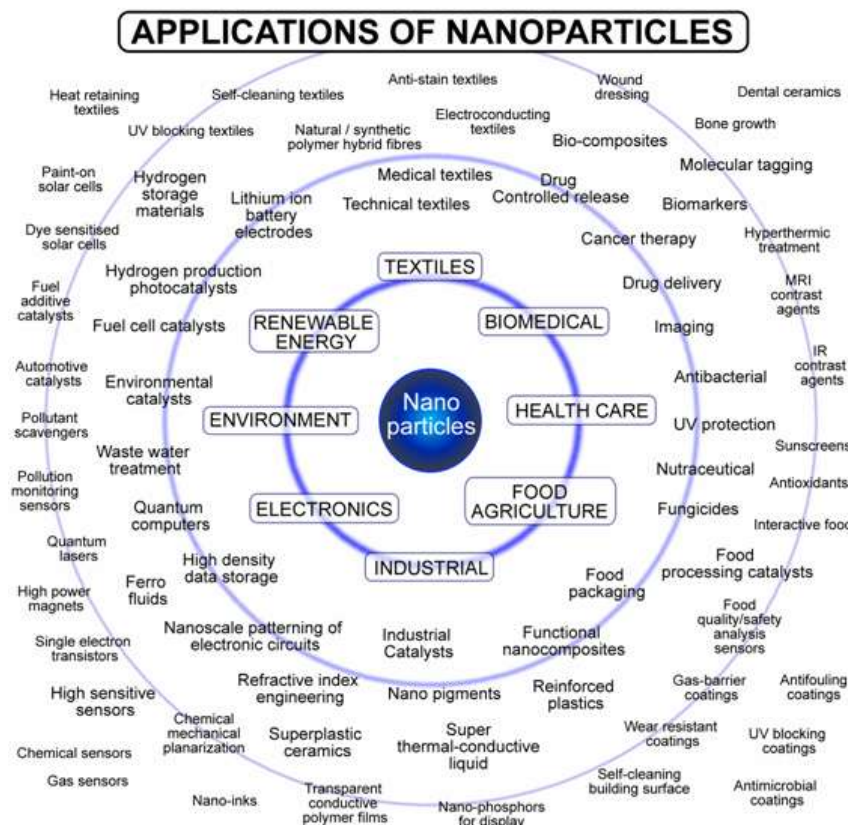 APPLICATIONS OF NANOPARTICLES
Anti-stain textiles
Wound
dressing
Heat retaining
textiles
Self-cleaning textiles
Dental ceramics
UV blocking textiles
Natural / synthetic
polymer hybrid fibres
Electroconducting
textiles
Bio-composites
Bone growth
Paint-on
solar cells
Hydrogen
storage
materials
Lithium ion
battery
electrodes
Medical textiles
Technical textiles
Drug
Controlled release
Molecular tagging
Biomarkers
Dye sensitised
solar cells
Cancer therapy
Hyperthermic
treatment
Hydrogen production
photocatalysts
TEXTILES
Drug delivery
Fuel
additive
catalysts
MRI
contrast
agents
Fuel cell catalysts
RENEWABLE
ENERGY
BIOMEDICAL
Imaging
Automotive
catalysts
Environmental
catalysts
Antibacterial
IR
contrast
agents
Pollutant
scavengers
ENVIRONMENT
Nano
particles
HEALTH CARE
UV protection
Sunscreens
Waste water
treatment
Nutraceutical
Pollution
monitoring
sensors
Antioxidants
Quantum
computers
ELECTRONICS
FOOD
AGRICULTURE
Fungicides
Interactive food
Quantum
lasers
High density
data storage
INDUSTRIAL
Food
packaging
Food
processing catalysts
High power
magnets
Ferro
fluids
Food
quality/safety
analysis
sensors
Single electron
transistors
Nanoscale patterning of
electronic circuits
Industrial
Catalysts
Functional
nanocomposites
High sensitive
sensors
Refractive index
engineering
Nano pigments
Reinforced
plastics
Gas-barrier
coatings
Antifouling
coatings
Chemical
mechanical
planarization
Superplastic
ceramics
Super
thermal-conductive
liquid
Wear resistant
coatings
UV blocking
coatings
Chemical sensors
Gas sensors
Self-cleaning
building surface
Antimicrobial
coatings
Nano-inks
Transparent
conductive
polymer films
Nano-phosphors
for display